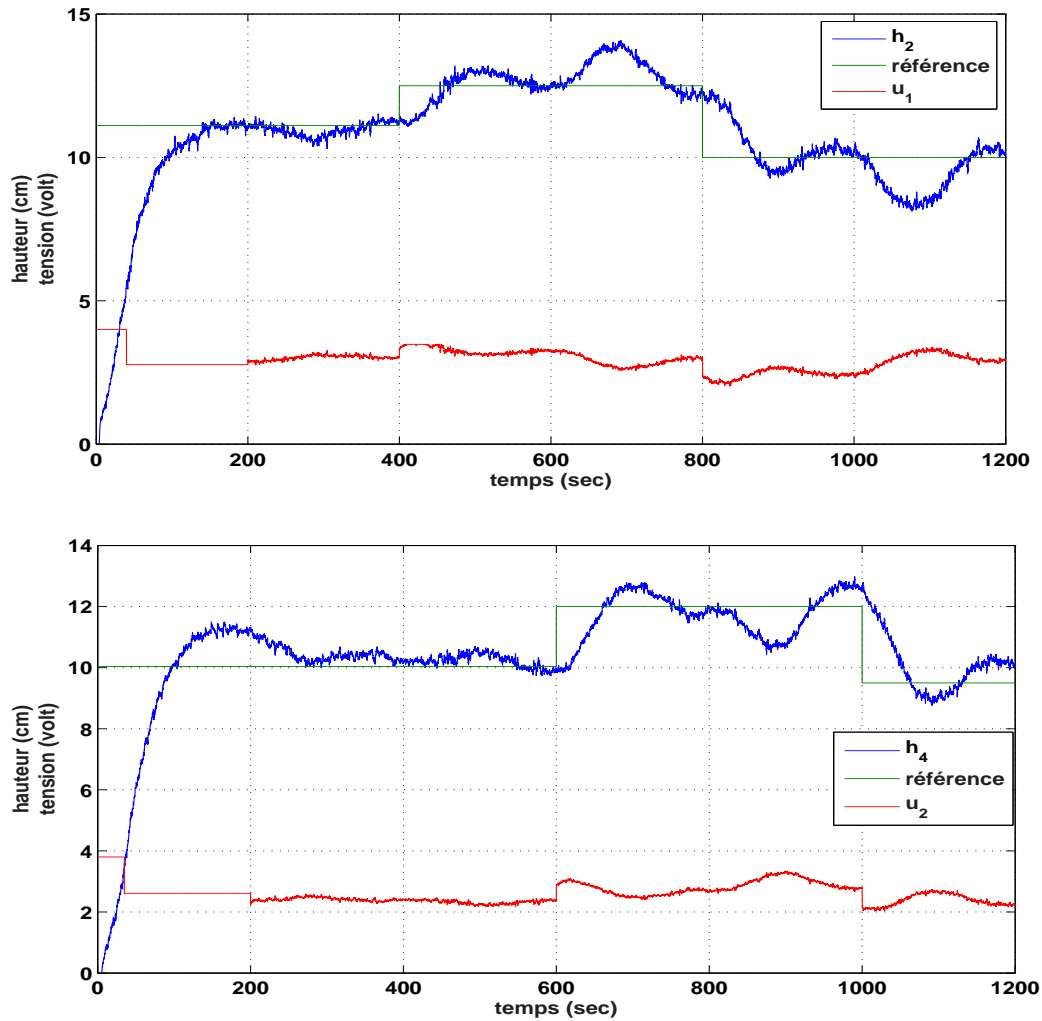 15
10
5
0
hauteur (cm)
tension (volt)
h2
référence
u1
0 200 400 600 800 1000 1200
temps (sec)
14
12
10
8
6
4
2
0
hauteur (cm)
tension (volt)
h4
référence
u2
0 200 400 600 800 1000 1200
temps (sec)